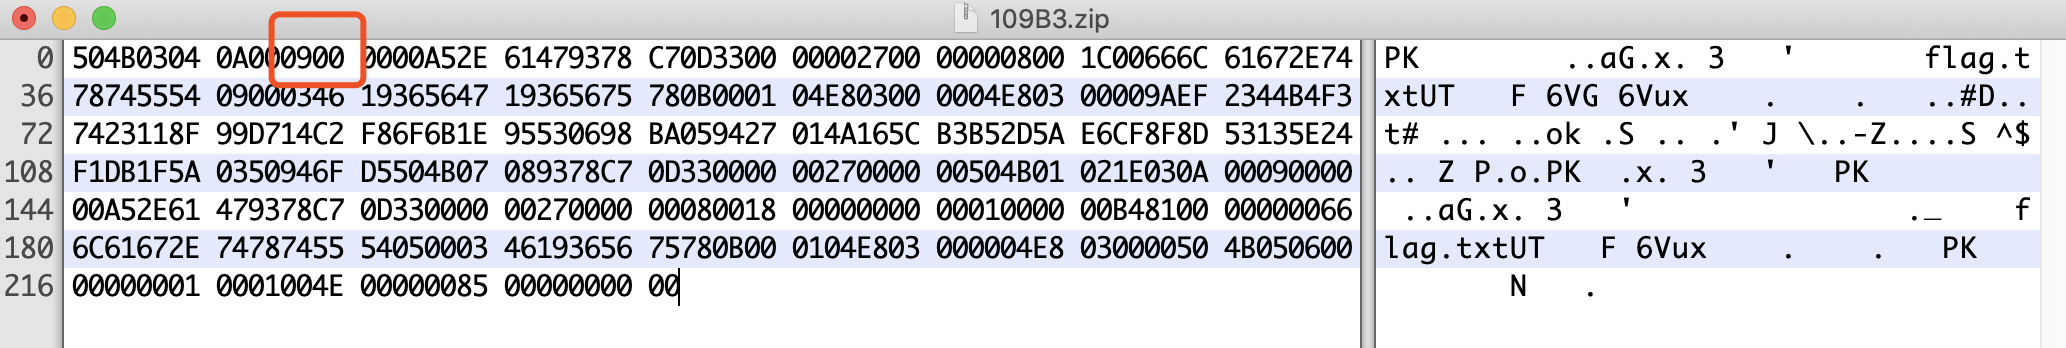 109B3.zip
0 504B0304 0A000900 0000A52E 61479378 C70D3300 00002700 00000800 1C00666C 61672E74 PK ..aG.x. 3 ' flag.t
36 78745554 09000346 19365647 19365675 780B0001 04E80300 0004E803 00009AEF 2344B4F3 xtUT F 6VG 6Vux . . ..#D..
72 7423118F 99D714C2 F86F6B1E 95530698 BA059427 014A165C B3B52D5A E6CF8F8D 53135E24 t# ... ..ok .S .. .' J \..-Z....S ^$
108 F1DB1F5A 0350946F D5504B07 089378C7 0D330000 00270000 00504B01 021E030A 00090000 .. Z P.o.PK .x. 3 ' PK
144 00A52E61 479378C7 0D330000 00270000 00080018 00000000 00010000 00B48100 00000066 ..aG.x. 3 ' ._ f
180 6C61672E 74787455 54050003 46193656 75780B00 0104E803 000004E8 03000050 4B050600 lag.txtUT F 6Vux . . PK
216 00000001 0001004E 00000085 00000000 00 N .